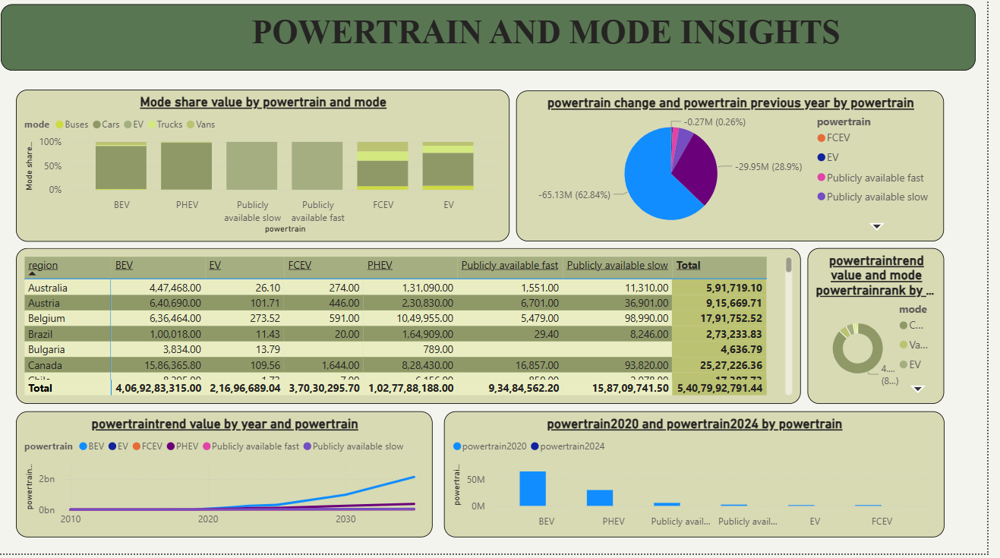 POWERTRAIN AND MODE INSIGHTS
Mode share value by powertrain and mode
mode Buses Cars EV Trucks Vans
Mode share...
100%
50%
0%
BEV PHEV Publicly available slow Publicly available fast FCEV EV
powertrain
powertrain change and powertrain previous year by powertrain
-0.27M (0.26%)
-29.95M (28.9%)
-65.13M (62.84%)
powertrain
FCEV
EV
Publicly available fast
Publicly available slow
region BEV EV FCEV PHEV Publicly available fast Publicly available slow Total
Australia 4,47,468.00 26.10 274.00 1,31,090.00 1,551.00 11,310.00 5,91,719.10
Austria 6,40,690.00 101.71 446.00 2,30,830.00 6,701.00 36,901.00 9,15,669.71
Belgium 6,36,464.00 273.52 591.00 10,49,955.00 5,479.00 98,990.00 17,91,752.52
Brazil 1,00,018.00 11.43 20.00 1,64,909.00 29.40 8,246.00 2,73,233.83
Bulgaria 3,834.00 13.79 789.00 4,636.79
Canada 15,86,365.80 109.56 1,644.00 8,28,430.00 16,857.00 93,820.00 25,27,226.36
Total 4,06,92,83,315.00 2,16,96,689.04 3,70,30,295.70 1,02,77,88,188.00 9,34,84,562.20 15,87,09,741.50 5,40,79,92,791.44
powertraintrend
value and mode
powertrainrank by ...
mode
C...
Va...
EV
4....
(8...)
powertraintrend value by year and powertrain
powertrain BEV EV FCEV PHEV Publicly available fast Publicly available slow
powertrain...
2bn
0bn
2010 2020 2030
powertrain2020 and powertrain2024 by powertrain
powertrain2020 powertrain2024
powertrai...
50M
0M
BEV PHEV Publicly avail... Publicly avail... EV FCEV